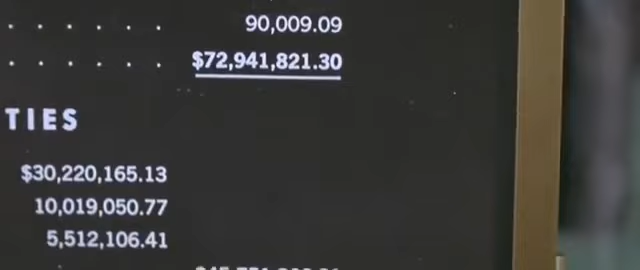 . . . . . . 90,009.09
. . . . . . $72,941,821.30
TIES
$30,220,165.13
10,019,050.77
5,512,106.41